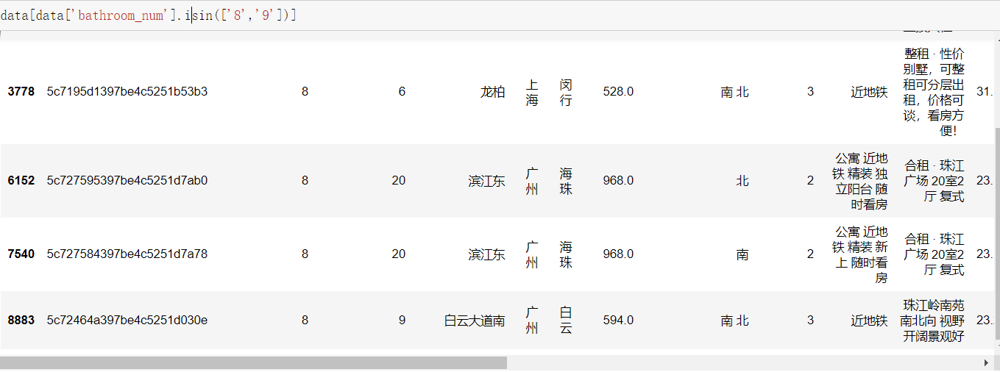 data[data['bathroom_num'].isin(['8','9'])]
3778 5c7195d1397be4c5251b53b3 8 6 龙柏 上海 闵行 528.0 南 北 3 近地铁 整租 · 性价别墅，可整租可分层出租，价格可谈，看房方便！ 31.
6152 5c727595397be4c5251d7ab0 8 20 滨江东 广州 海珠 968.0 北 2 公寓 近地铁 精装 独立阳台 随时看房 合租 · 珠江广场 20室2厅 复式 23.
7540 5c727584397be4c5251d7a78 8 20 滨江东 广州 海珠 968.0 南 2 公寓 近地铁 精装 新上 随时看房 合租 · 珠江广场 20室2厅 复式 23.
8883 5c72464a397be4c5251d030e 8 9 白云大道南 广州 白云 594.0 南 北 3 近地铁 珠江岭南苑 南北向 视野开阔景观好 23.